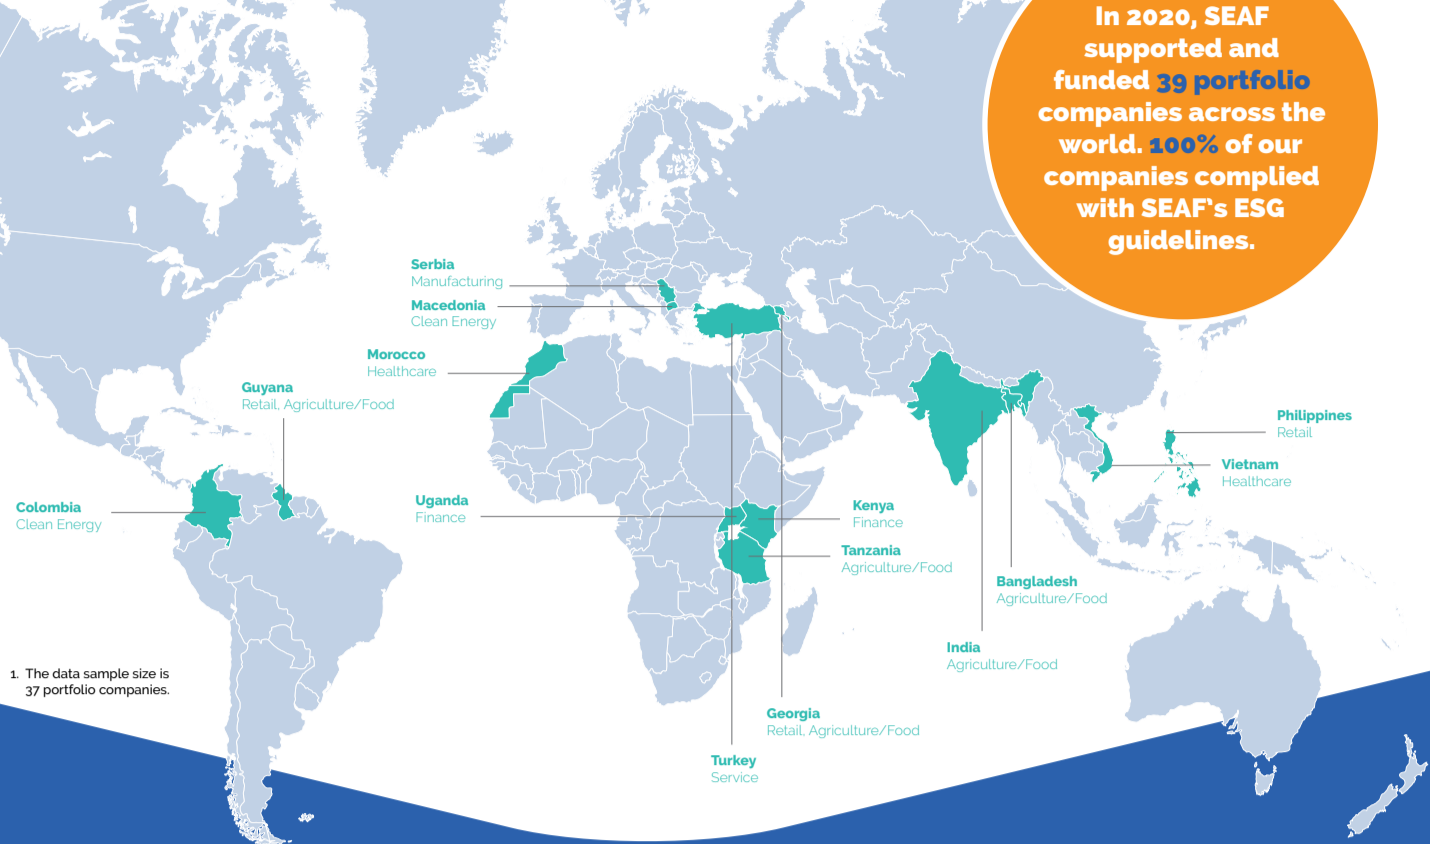 In 2020, SEAF
supported and
funded 39 portfolio
companies across the
world. 100% of our
companies complied
with SEAF‘s ESG
guidelines.
Serbia
Manufacturing
Macedonia
Clean Energy
Morocco
Healthcare
Guyana
Retail, Agriculture/Food
Colombia
Clean Energy
Uganda
Finance
Kenya
Finance
Tanzania
Agriculture/Food
Philippines
Retail
Vietnam
Healthcare
Bangladesh
Agriculture/Food
India
Agriculture/Food
Georgia
Retail, Agriculture/Food
Turkey
Service
1. The data sample size is
37 portfolio companies.